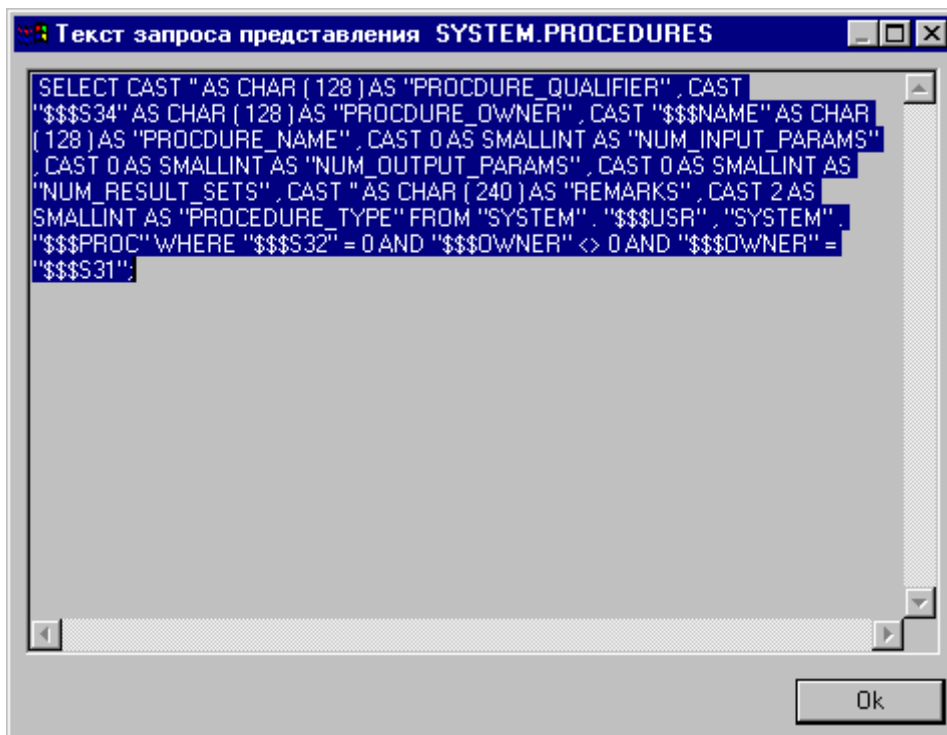 Текст запроса представления SYSTEM.PROCEDURES
SELECT CAST '' AS CHAR ( 128 ) AS "PROCDURE_QUALIFIER" , CAST
"$$$S34" AS CHAR ( 128 ) AS "PROCDURE_OWNER" , CAST "$$$NAME" AS CHAR
( 128 ) AS "PROCDURE_NAME" , CAST 0 AS SMALLINT AS "NUM_INPUT_PARAMS"
, CAST 0 AS SMALLINT AS "NUM_OUTPUT_PARAMS" , CAST 0 AS SMALLINT AS
"NUM_RESULT_SETS" , CAST '' AS CHAR ( 240 ) AS "REMARKS" , CAST 2 AS
SMALLINT AS "PROCEDURE_TYPE" FROM "SYSTEM" . "$$$USR" , "SYSTEM" .
"$$$PROC" WHERE "$$$S32" = 0 AND "$$$OWNER" <> 0 AND "$$$OWNER" =
"$$$S31";
Ok